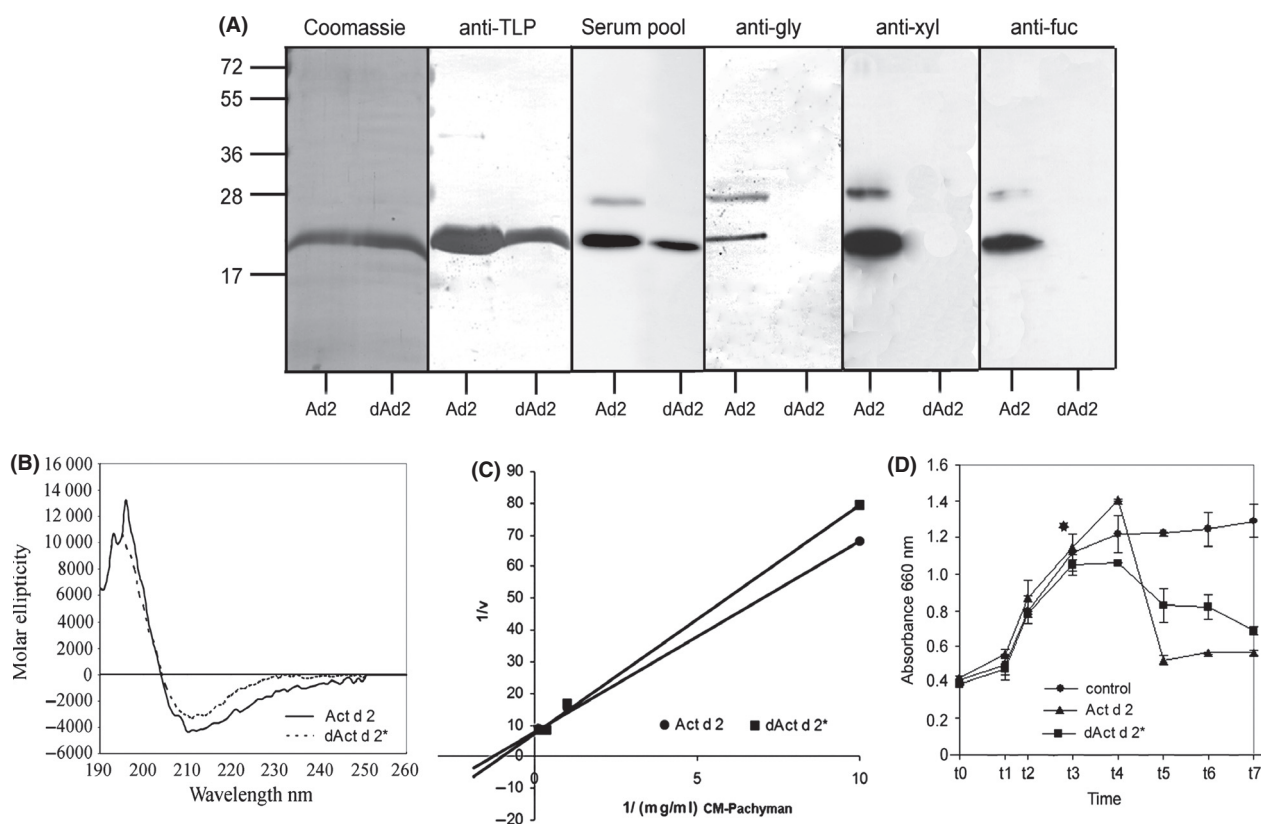 (A) Coomassie anti-TLP Serum pool anti-gly anti-xyl anti-fuc
72
55
36
28
17
Ad2 dAd2 Ad2 dAd2 Ad2 dAd2 Ad2 dAd2 Ad2 dAd2 Ad2 dAd2
(B)
Molar ellipticity
16 000
14 000
12 000
10 000
8000
6000
4000
2000
0
−2000
−4000
−6000
Act d 2
dAct d 2*
190 200 210 220 230 240 250 260
Wavelength nm
(C)
1/v
90
80
70
60
50
40
30
20
10
0
−10
−20
Act d 2 dAct d 2*
0 5 10
1/ (mg/ml) CM-Pachyman
(D)
Absorbance 660 nm
1.6
1.4
1.2
1.0
0.8
0.6
0.4
0.2
0
*
control
Act d 2
dAct d 2*
t0 t1 t2 t3 t4 t5 t6 t7
Time